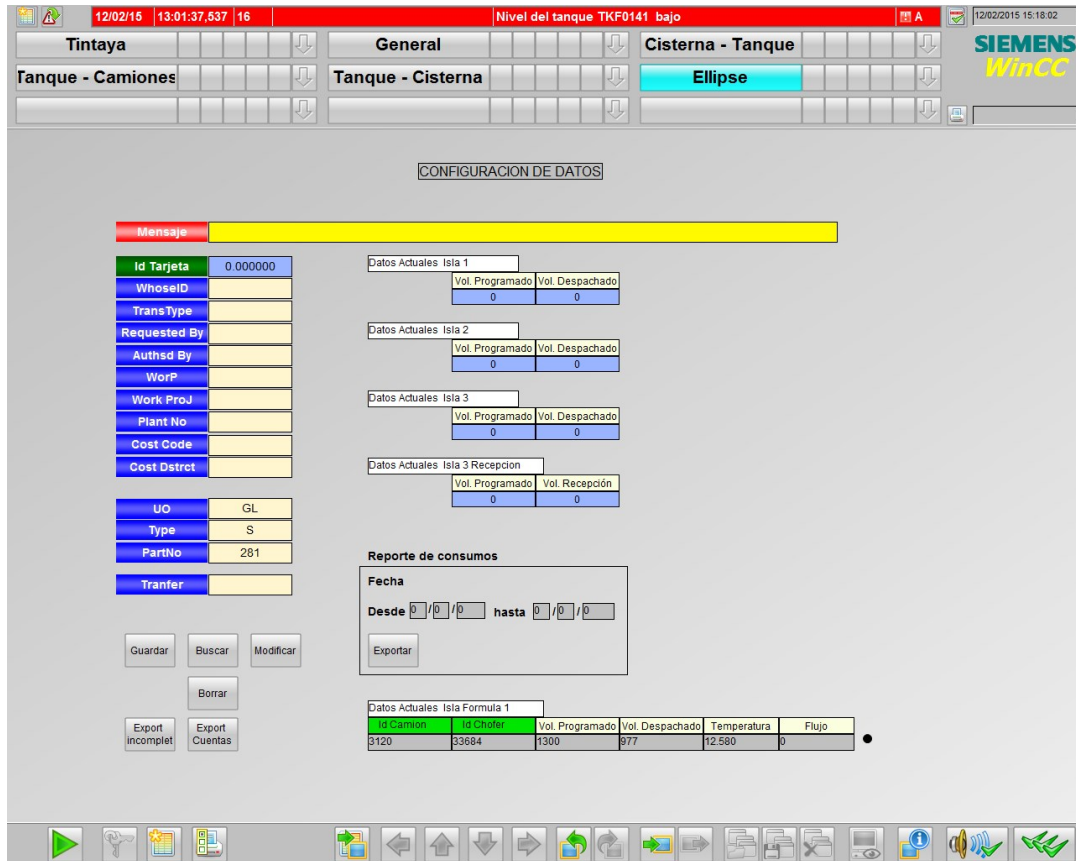 12/02/15 13:01:37,537 16 Nivel del tanque TKF0141 bajo A 12/02/2015 15:18:02
Tintaya General Cisterna - Tanque SIEMENS
WinCC
Tanque - Camiones Tanque - Cisterna Ellipse
CONFIGURACION DE DATOS
Mensaje
Id Tarjeta 0.000000
WhoseID
TransType
Requested By
Authsd By
WorP
Work ProJ
Plant No
Cost Code
Cost Dstrct
UO GL
Type S
PartNo 281
Tranfer
Guardar Buscar Modificar
Borrar
Export incomplet Export Cuentas
Datos Actuales Isla 1
Vol. Programado Vol. Despachado
0 0
Datos Actuales Isla 2
Vol. Programado Vol. Despachado
0 0
Datos Actuales Isla 3
Vol. Programado Vol. Despachado
0 0
Datos Actuales Isla 3 Recepcion
Vol. Programado Vol. Recepción
0 0
Reporte de consumos
Fecha
Desde 0 / 0 / 0 hasta 0 / 0 / 0
Exportar
Datos Actuales Isla Formula 1
Id Camion Id Chofer Vol. Programado Vol. Despachado Temperatura Flujo
3120 33684 1300 977 12.580 0